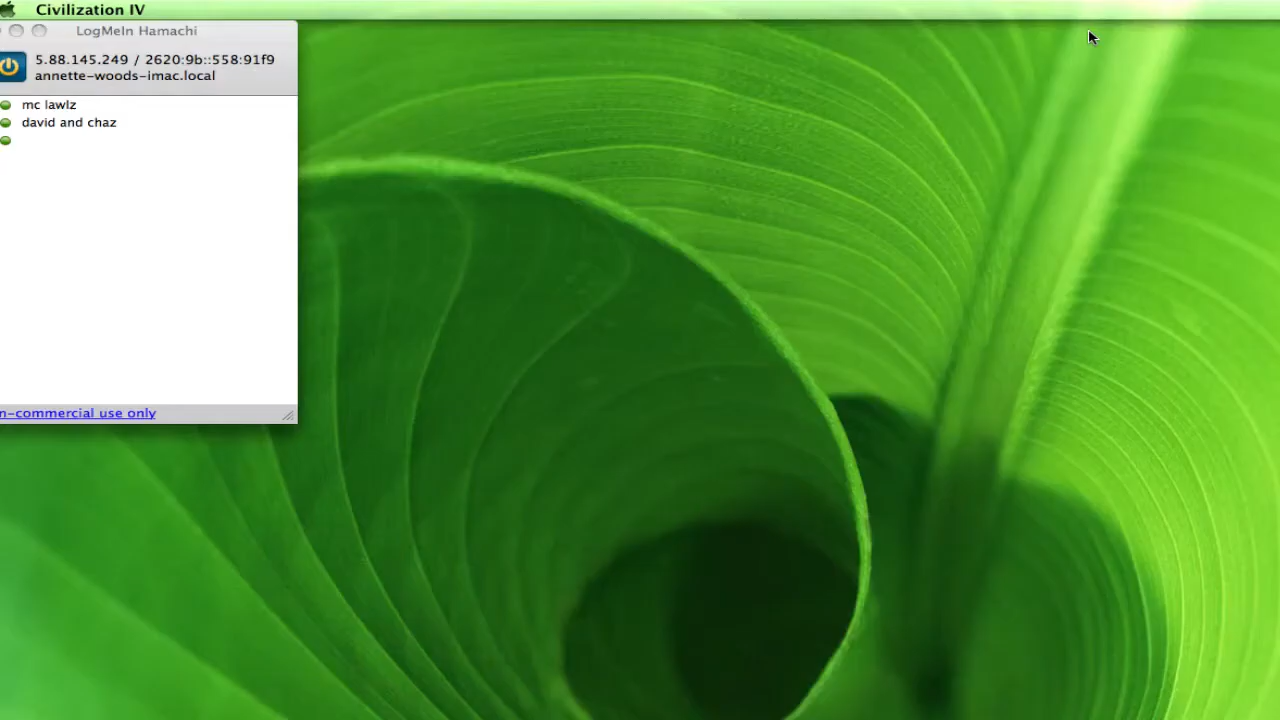 Civilization IV
LogMeIn Hamachi
5.88.145.249 / 2620:9b::558:91f9
annette-woods-imac.local
mc lawlz
david and chaz
n-commercial use only